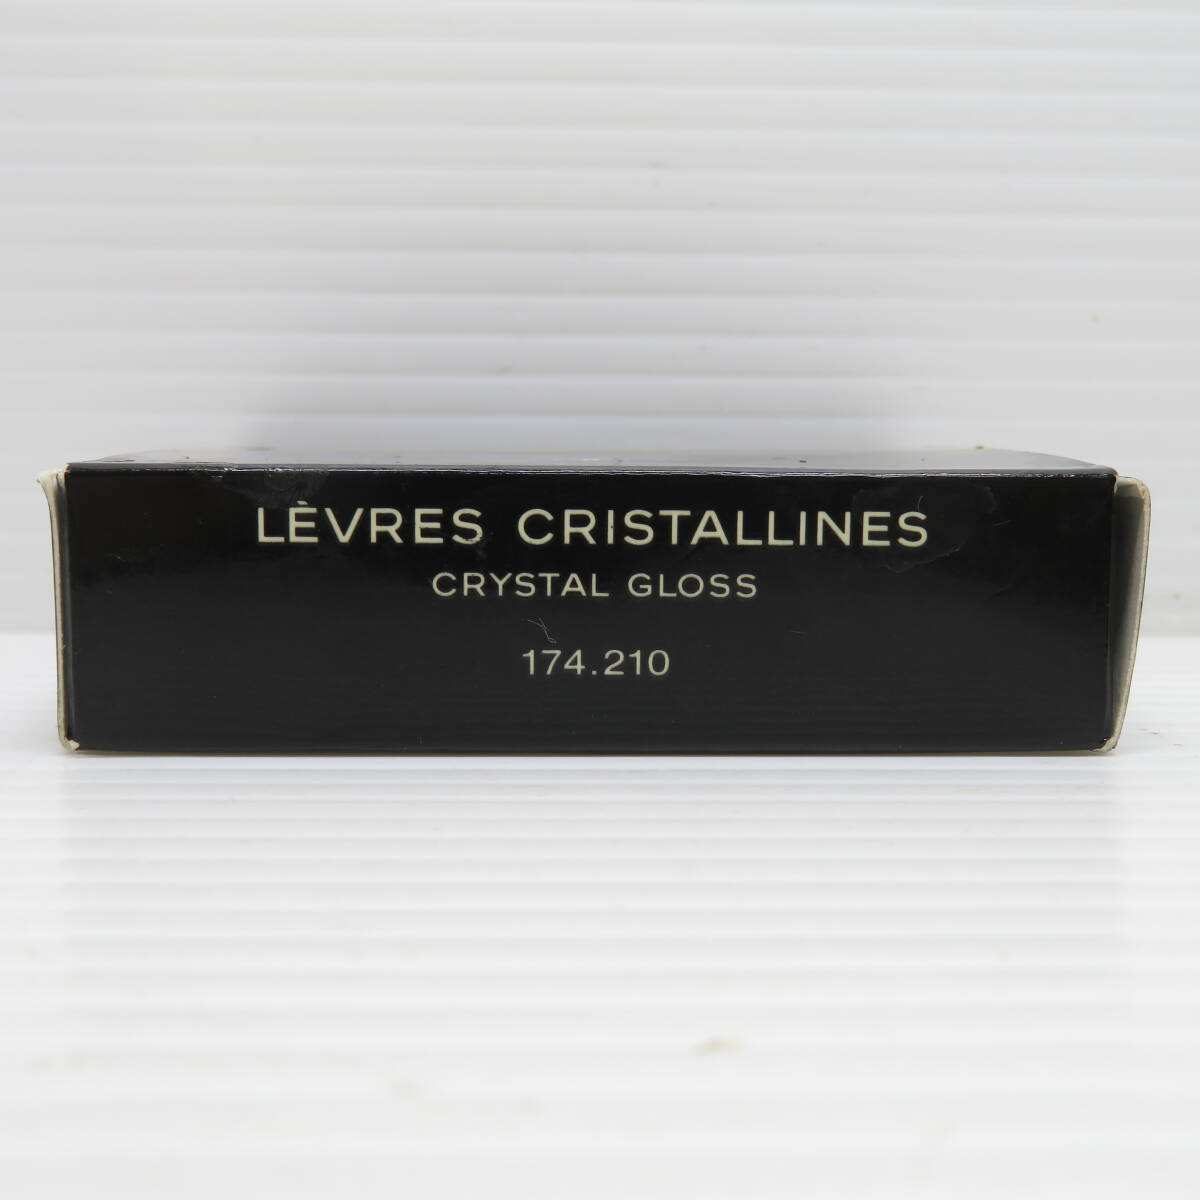 LÈVRES CRISTALLINES
CRYSTAL GLOSS
174.210